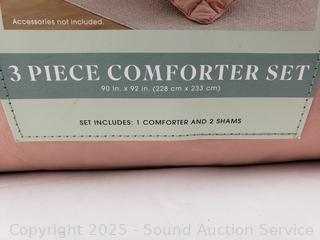 Accessories not included.
3 PIECE COMFORTER SET
90 in. x 92 in. (228 cm x 233 cm)
SET INCLUDES: 1 COMFORTER AND 2 SHAMS
Copyright 2025 - Sound Auction Service